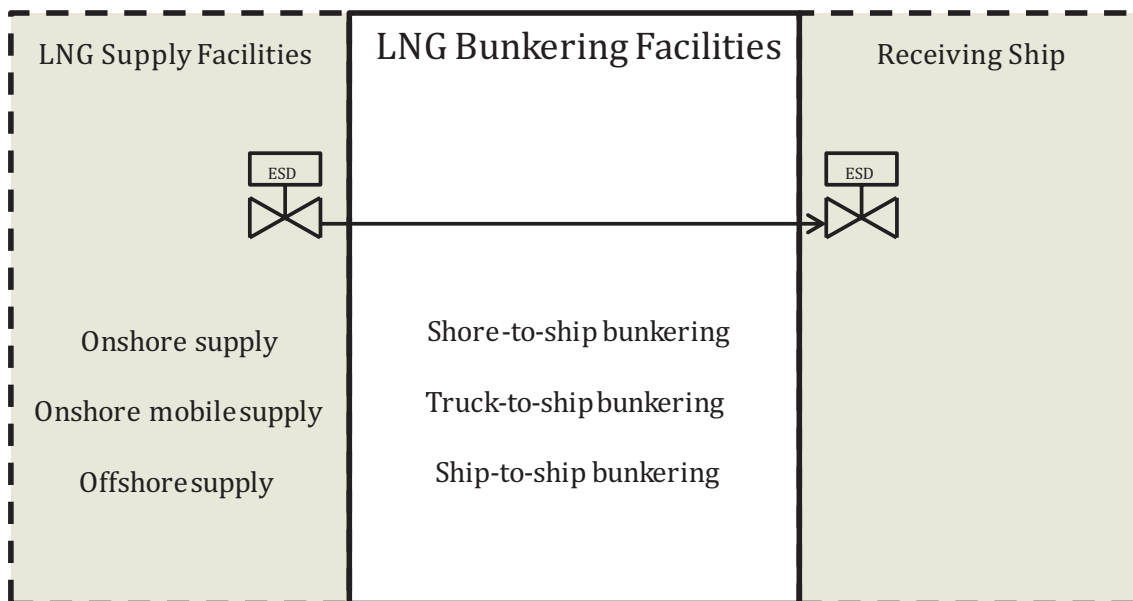 LNG Supply Facilities
LNG Bunkering Facilities
Receiving Ship
ESD
ESD
Onshore supply
Onshore mobile supply
Offshore supply
Shore-to-ship bunkering
Truck-to-ship bunkering
Ship-to-ship bunkering